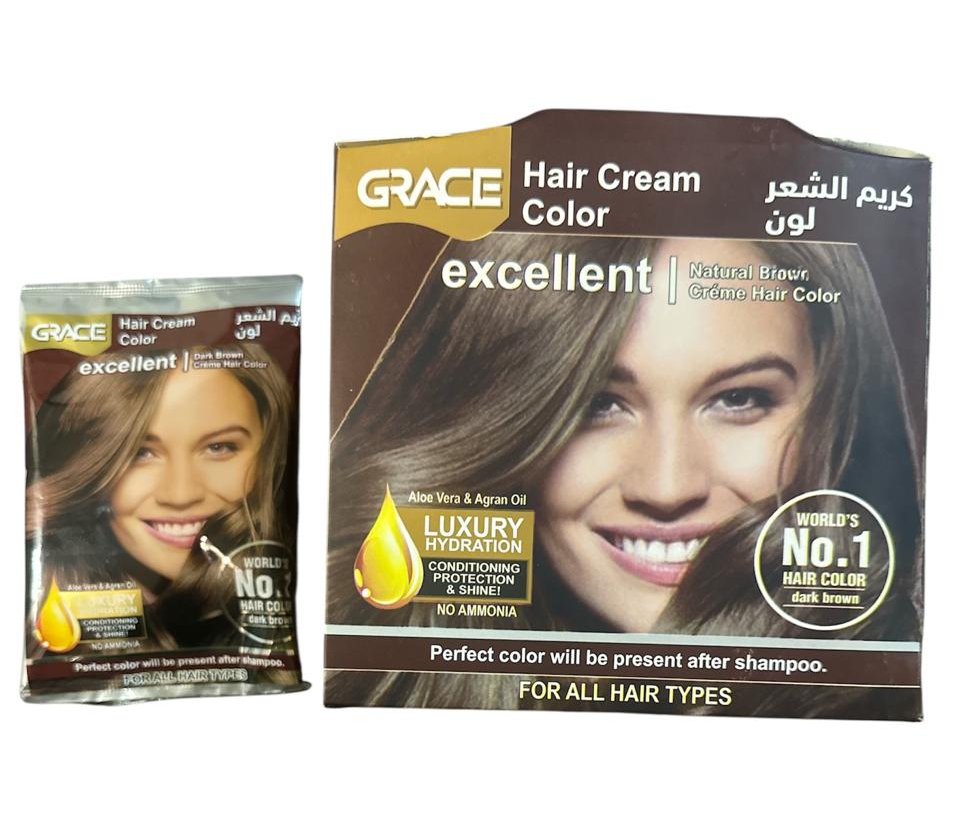 GRACE
Hair Cream
Color
كريم الشعر
لون
excellent
Dark Brown
Créme Hair Color
Aloe Vera & Agran Oil
LUXURY
HYDRATION
CONDITIONING
PROTECTION
& SHINE!
NO AMMONIA
WORLD'S
No.1
HAIR COLOR
dark brown
Perfect color will be present after shampoo.
FOR ALL HAIR TYPES
GRACE
Hair Cream
Color
كريم الشعر
لون
excellent
Natural Brown
Créme Hair Color
Aloe Vera & Agran Oil
LUXURY
HYDRATION
CONDITIONING
PROTECTION
& SHINE!
NO AMMONIA
WORLD'S
No.1
HAIR COLOR
dark brown
Perfect color will be present after shampoo.
FOR ALL HAIR TYPES